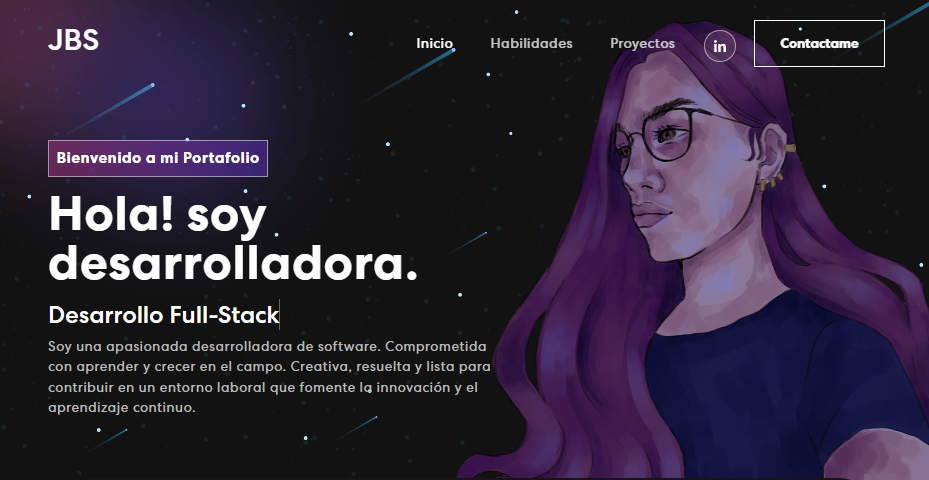 JBS
Inicio
Habilidades
Proyectos
in
Contactame
Bienvenido a mi Portafolio
Hola! soy
desarrolladora.
Desarrollo Full-Stack
Soy una apasionada desarrolladora de software. Comprometida
con aprender y crecer en el campo. Creativa, resuelta y lista para
contribuir en un entorno laboral que fomente la innovación y el
aprendizaje continuo.